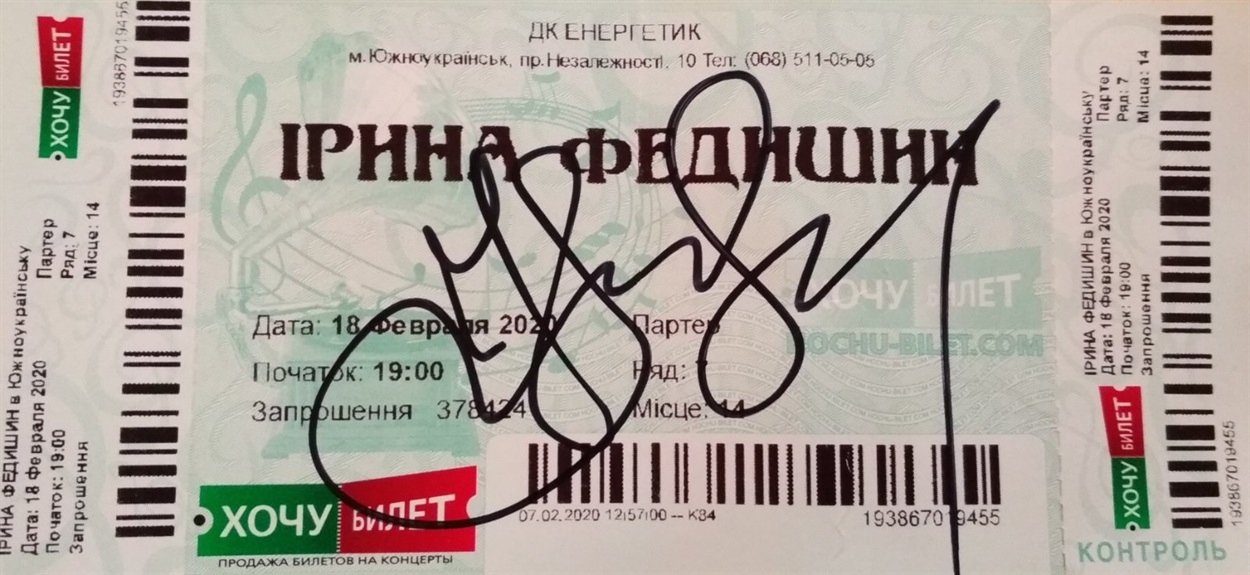 ХОЧУ БИЛЕТ
193867019455
ІРИНА ФЕДИШИН в Южноукраїнську
Дата: 18 Февраля 2020
Початок: 19:00
Запрошення
Партер
Ряд: 7
Місце: 14
ДК ЕНЕРГЕТИК
м.Южноукраїнськ, пр.Незалежності, 10 Тел: (068) 511-05-05
ІРИНА ФЕДИШИН
ХОЧУ БИЛЕТ
HOCHU-BILET.COM
Дата: 18 Февраля 2020 Партер
Початок: 19:00 Ряд: 7
Запрошення 378424 Місце: 14
ХОЧУ БИЛЕТ
ПРОДАЖА БИЛЕТОВ НА КОНЦЕРТЫ
07.02.2020 12:57:00 -- K84 193867019455
ІРИНА ФЕДИШИН в Южноукраїнську
Дата: 18 Февраля 2020
Початок: 19:00
Запрошення
Партер
Ряд: 7
Місце: 14
ХОЧУ БИЛЕТ
193867019455
КОНТРОЛЬ